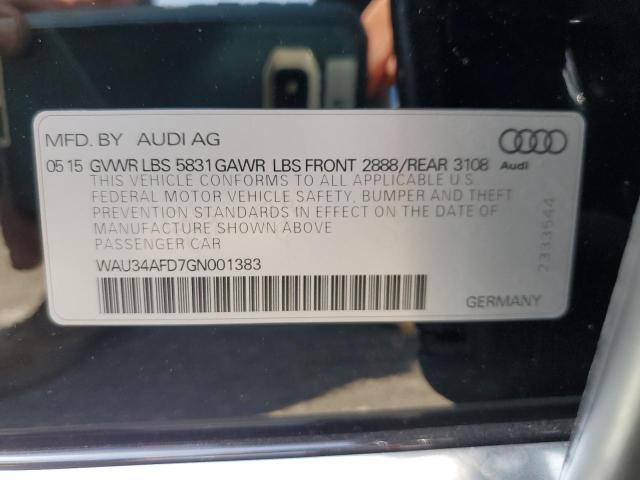 MFD. BY AUDI AG
05 15 GVWR LBS 5831 GAWR LBS FRONT 2888/REAR 3108
Audi
THIS VEHICLE CONFORMS TO ALL APPLICABLE U S
FEDERAL MOTOR VEHICLE SAFETY, BUMPER AND THEFT
PREVENTION STANDARDS IN EFFECT ON THE DATE OF
MANUFACTURE SHOWN ABOVE
PASSENGER CAR
WAU34AFD7GN001383
2333544
GERMANY